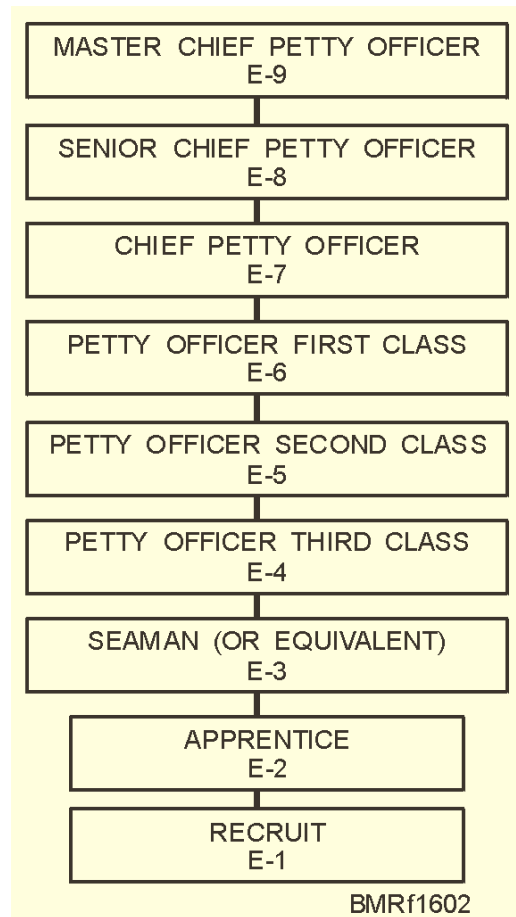 MASTER CHIEF PETTY OFFICER
E-9
SENIOR CHIEF PETTY OFFICER
E-8
CHIEF PETTY OFFICER
E-7
PETTY OFFICER FIRST CLASS
E-6
PETTY OFFICER SECOND CLASS
E-5
PETTY OFFICER THIRD CLASS
E-4
SEAMAN (OR EQUIVALENT)
E-3
APPRENTICE
E-2
RECRUIT
E-1
BMRf1602